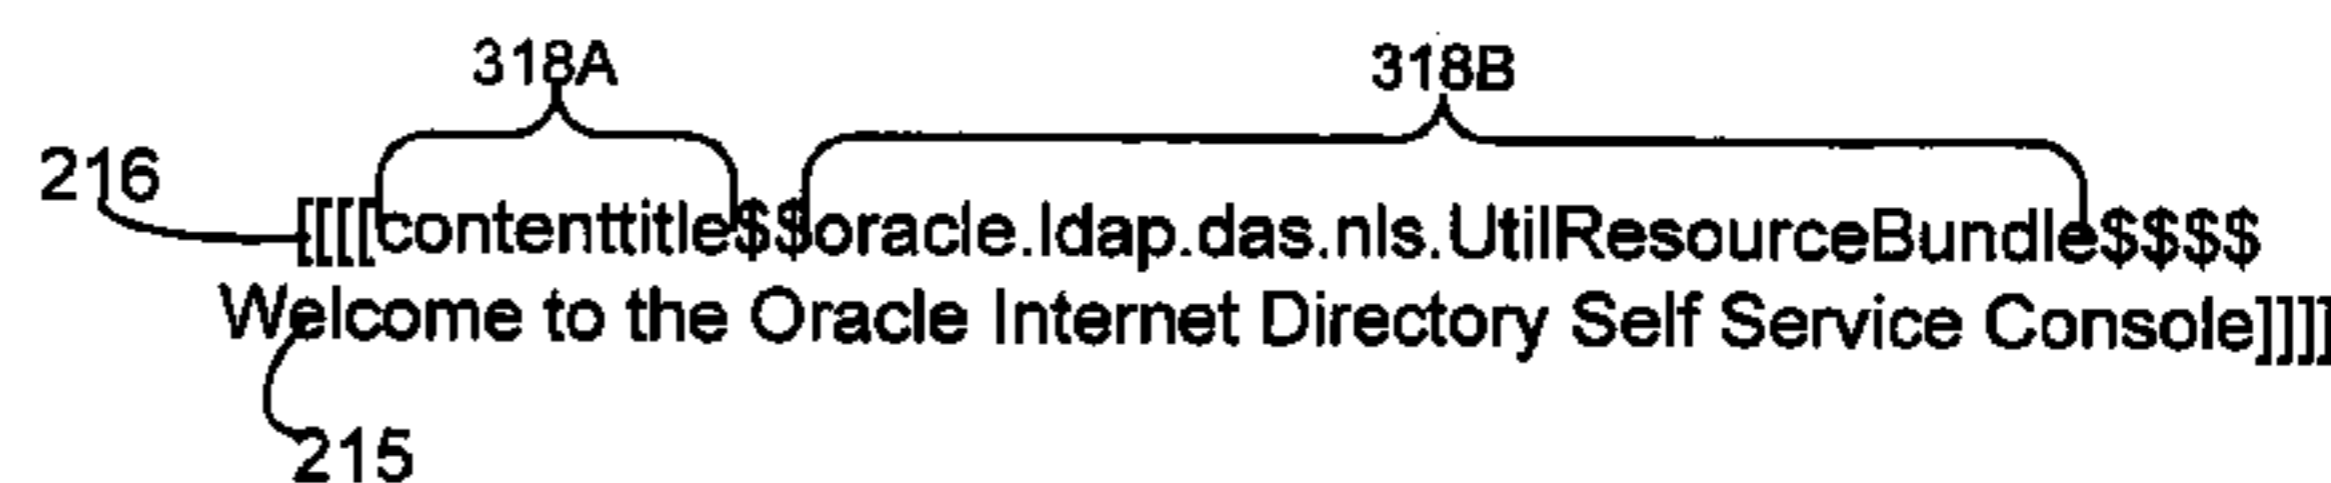 318A 318B
216
[[[[contenttitle$$oracle.ldap.das.nls.UtilResourceBundle$$$$
Welcome to the Oracle Internet Directory Self Service Console]]]]
215